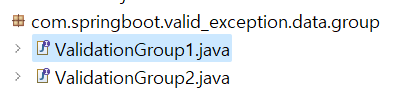 com.springboot.valid_exception.data.group
ValidationGroup1.java
ValidationGroup2.java